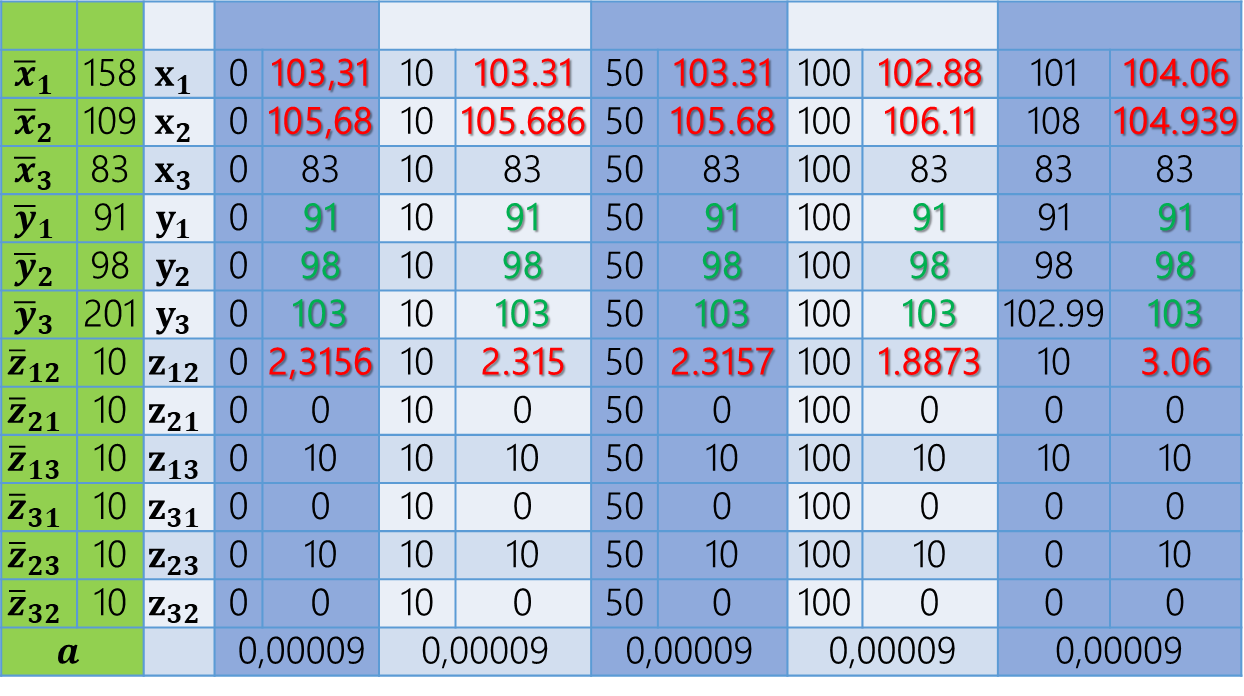 x̅₁ 158 x₁ 0 103,31 10 103.31 50 103.31 100 102.88 101 104.06
x̅₂ 109 x₂ 0 105,68 10 105.686 50 105.68 100 106.11 108 104.939
x̅₃ 83 x₃ 0 83 10 83 50 83 100 83 83 83
y̅₁ 91 y₁ 0 91 10 91 50 91 100 91 91 91
y̅₂ 98 y₂ 0 98 10 98 50 98 100 98 98 98
y̅₃ 201 y₃ 0 103 10 103 50 103 100 103 102.99 103
z̅₁₂ 10 z₁₂ 0 2,3156 10 2.315 50 2.3157 100 1.8873 10 3.06
z̅₂₁ 10 z₂₁ 0 0 10 0 50 0 100 0 0 0
z̅₁₃ 10 z₁₃ 0 10 10 10 50 10 100 10 10 10
z̅₃₁ 10 z₃₁ 0 0 10 0 50 0 100 0 0 0
z̅₂₃ 10 z₂₃ 0 10 10 10 50 10 100 10 0 10
z̅₃₂ 10 z₃₂ 0 0 10 0 50 0 100 0 0 0
a 0,00009 0,00009 0,00009 0,00009 0,00009